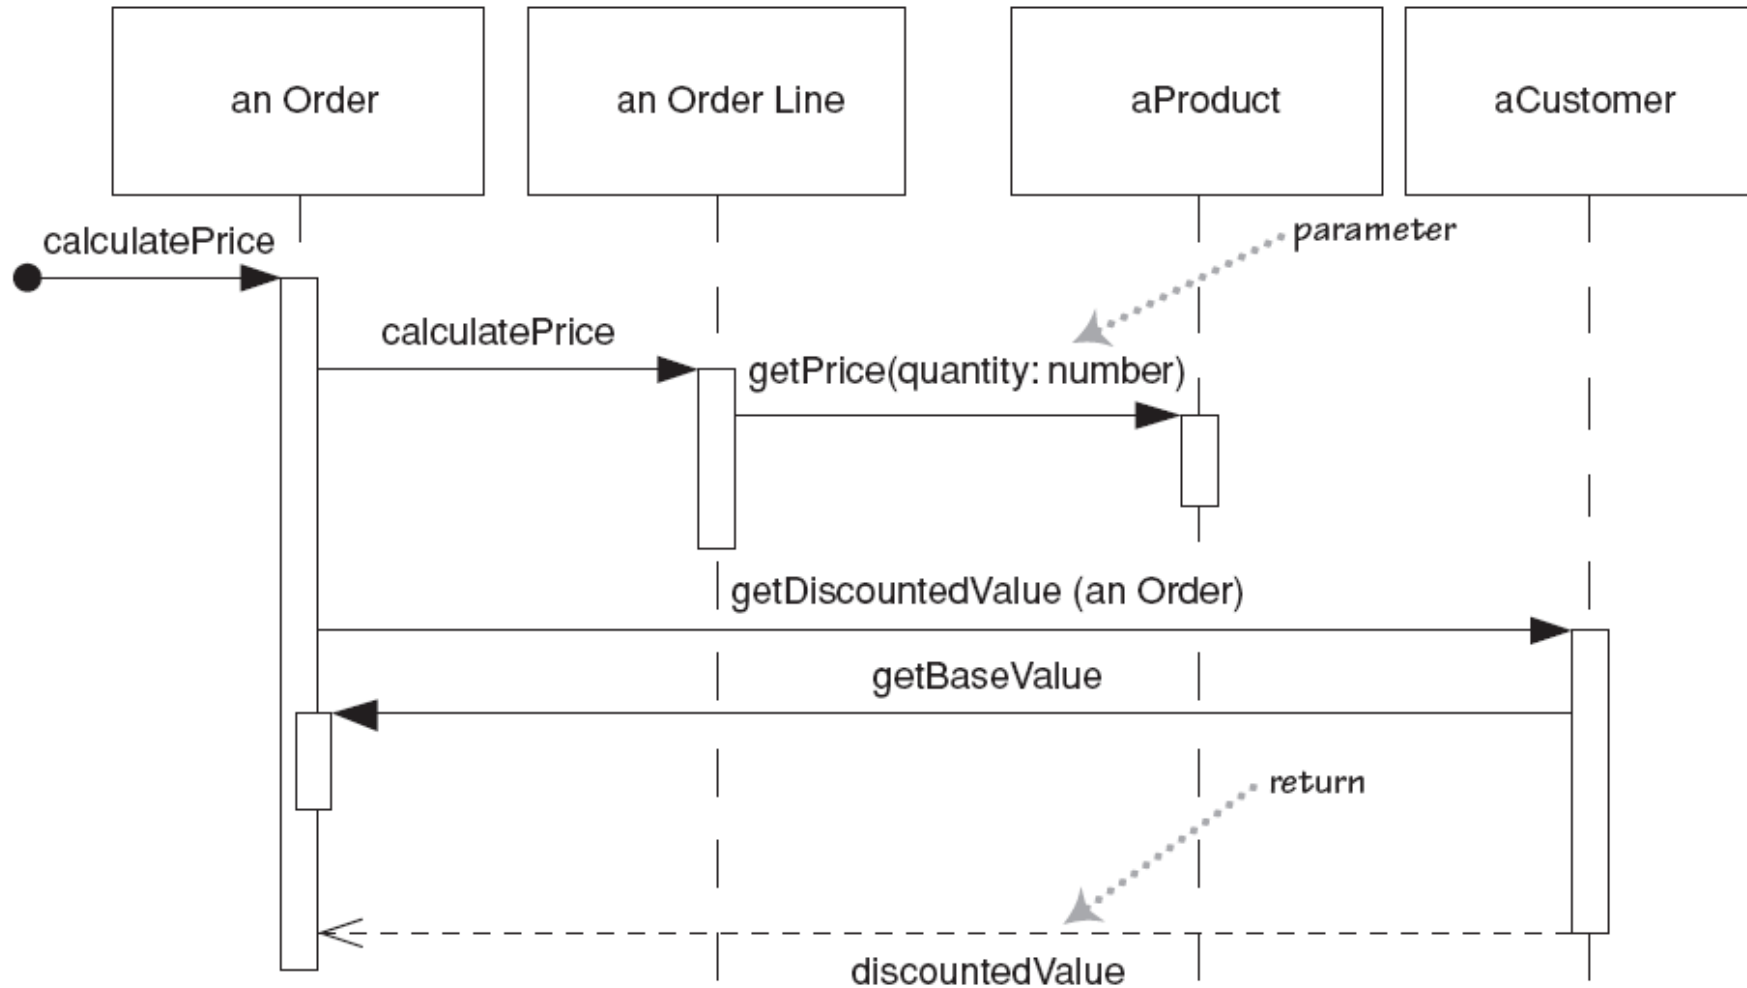 an Order
an Order Line
aProduct
aCustomer
calculatePrice
parameter
calculatePrice
getPrice(quantity: number)
getDiscountedValue (an Order)
getBaseValue
return
discountedValue